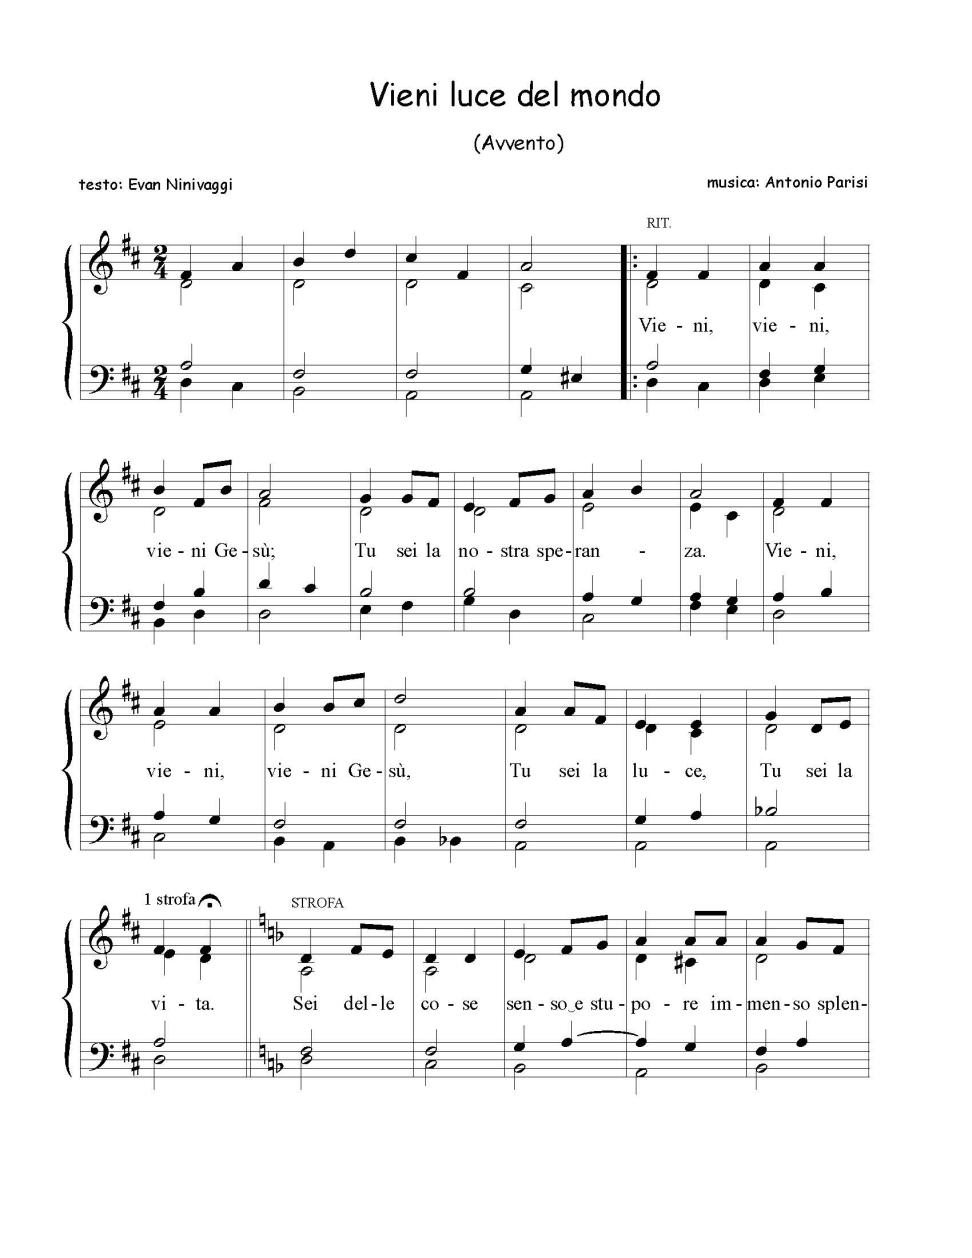 Vieni luce del mondo
(Avvento)
testo: Evan Ninivaggi
musica: Antonio Parisi
RIT.
Vie - ni, vie - ni,
vie - ni Ge - sù; Tu sei la no - stra spe - ran - za. Vie - ni,
vie - ni, vie - ni Ge - sù, Tu sei la lu - ce, Tu sei la
1 strofa
STROFA
vi - ta. Sei del - le co - se sen - so‿e stu - po - re im - men - so splen -